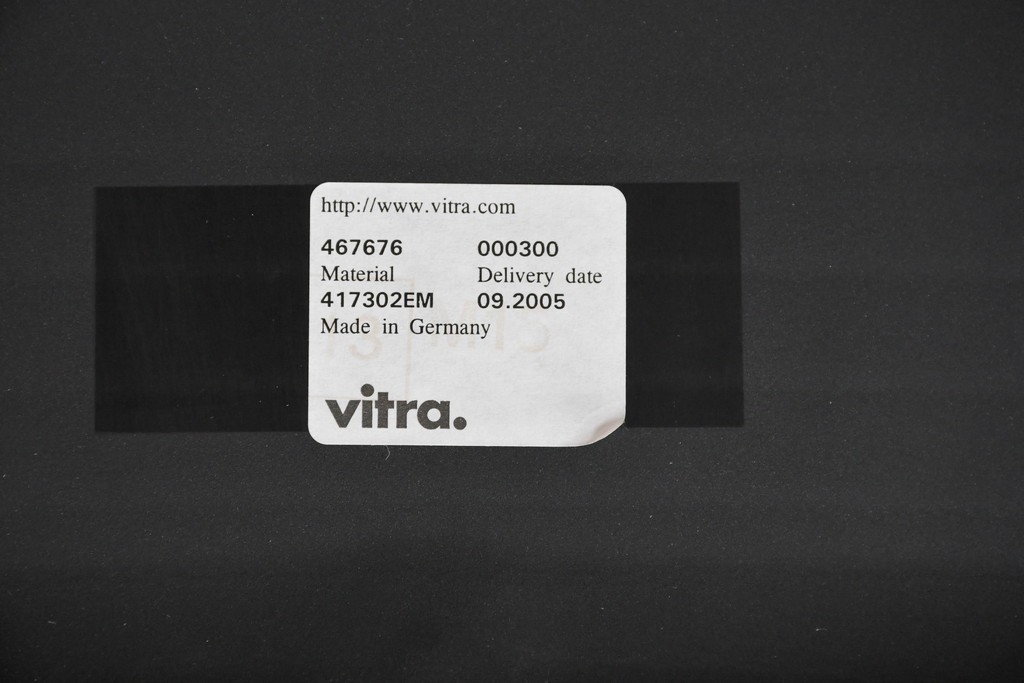 http://www.vitra.com
467676 000300
Material Delivery date
417302EM 09.2005
Made in Germany
vitra.